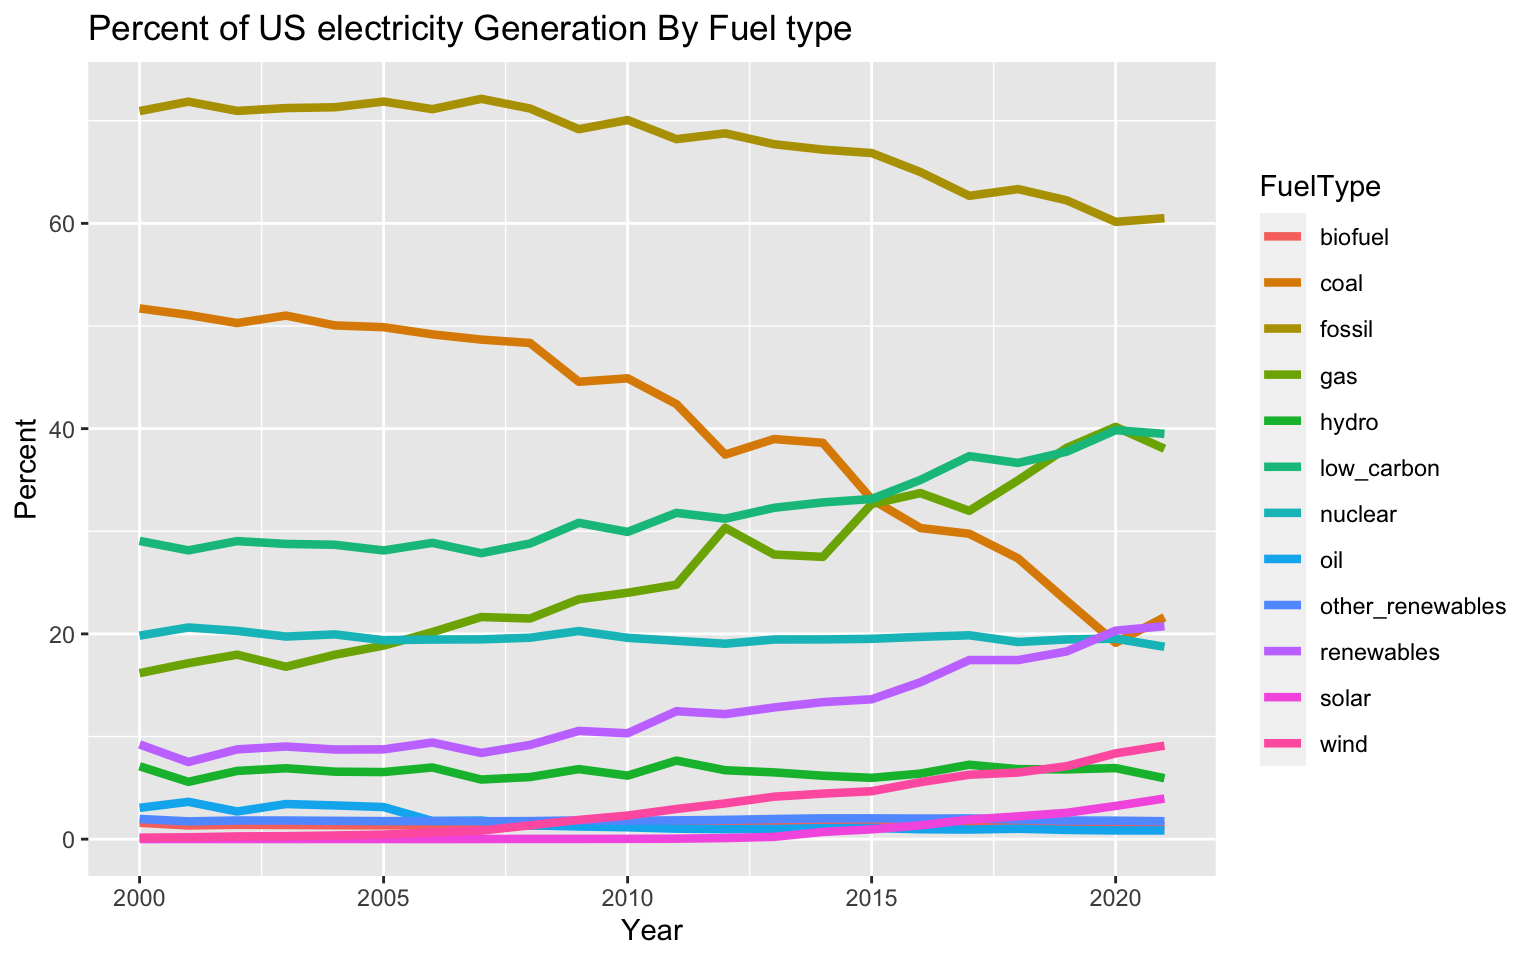 Percent of US electricity Generation By Fuel type
Percent
60
40
20
0
2000 2005 2010 2015 2020
Year
FuelType
biofuel
coal
fossil
gas
hydro
low_carbon
nuclear
oil
other_renewables
renewables
solar
wind